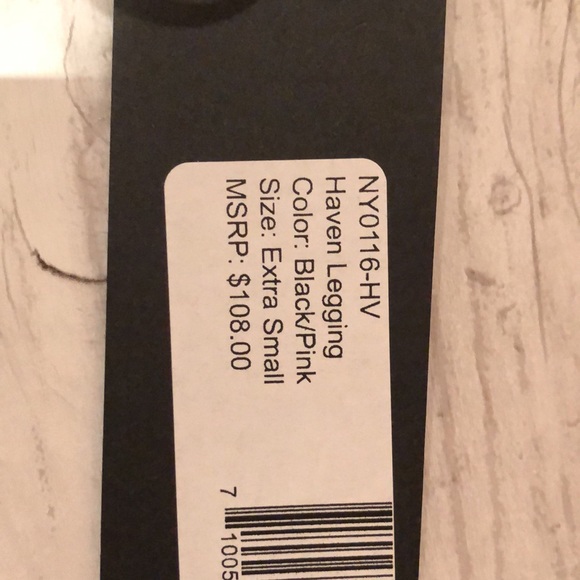 NY0116-HV
Haven Legging
Color: Black/Pink
Size: Extra Small
MSRP: $108.00
7 1005